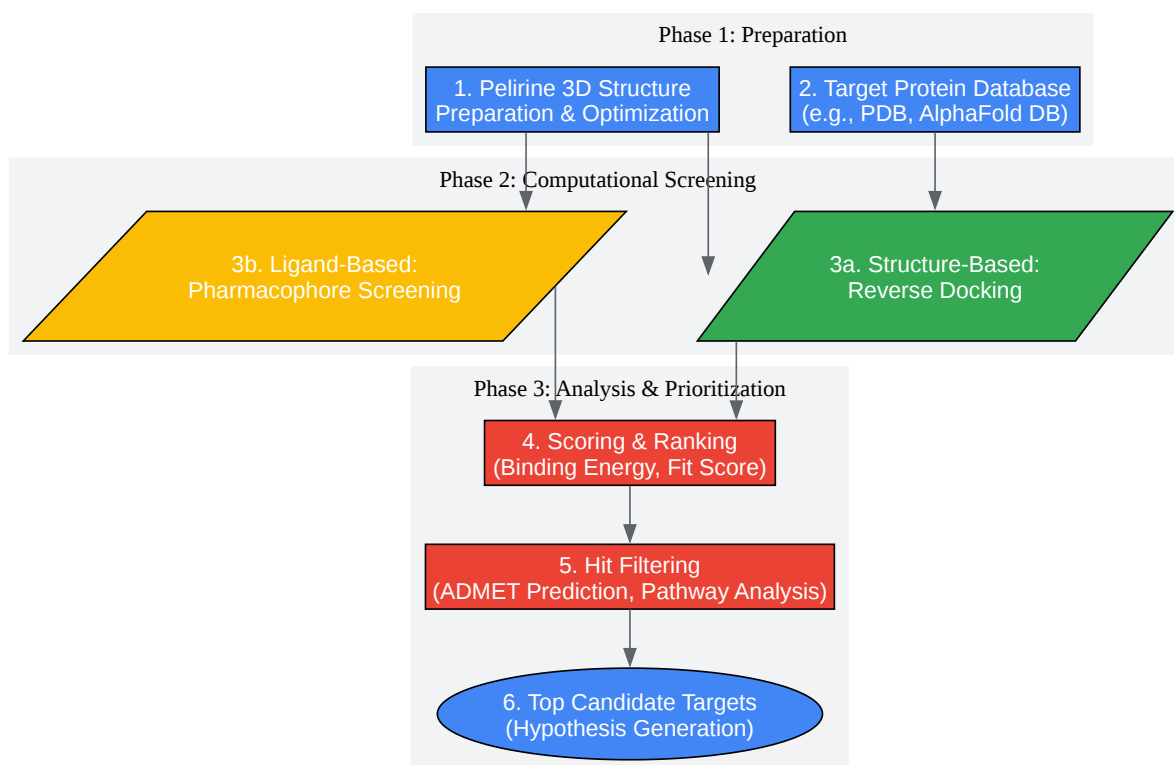 Phase 1: Preparation
1. Pelirine 3D Structure
Preparation & Optimization
2. Target Protein Database
(e.g., PDB, AlphaFold DB)
Phase 2: Computational Screening
3b. Ligand-Based:
Pharmacophore Screening
3a. Structure-Based:
Reverse Docking
Phase 3: Analysis & Prioritization
4. Scoring & Ranking
(Binding Energy, Fit Score)
5. Hit Filtering
(ADMET Prediction, Pathway Analysis)
6. Top Candidate Targets
(Hypothesis Generation)